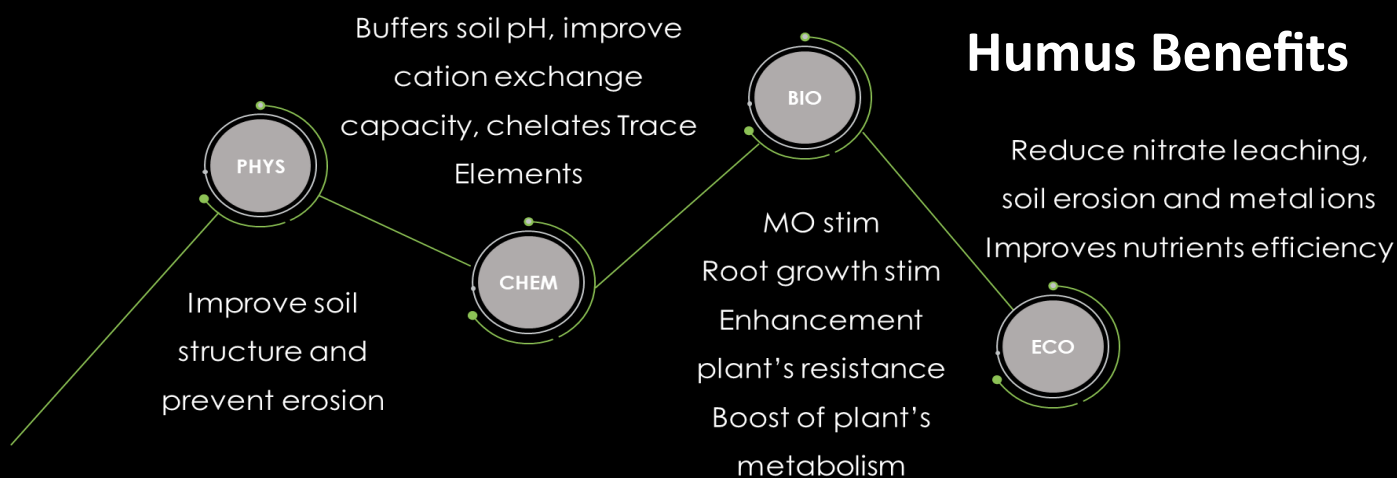 Humus Benefits
PHYS
Improve soil
structure and
prevent erosion
Buffers soil pH, improve
cation exchange
capacity, chelates Trace
Elements
CHEM
BIO
MO stim
Root growth stim
Enhancement
plant's resistance
Boost of plant's
metabolism
Reduce nitrate leaching,
soil erosion and metal ions
Improves nutrients efficiency
ECO